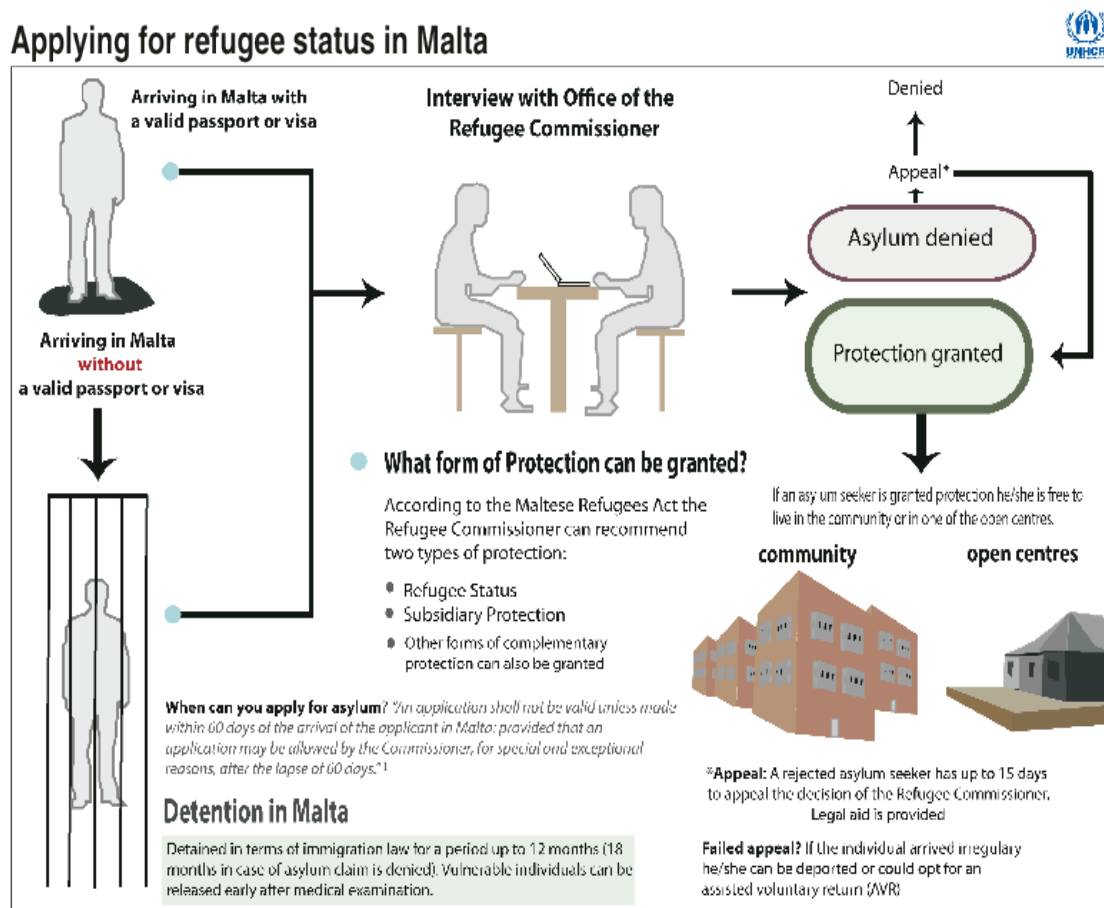 Applying for refugee status in Malta
UNHCR
Arriving in Malta with
a valid passport or visa
Arriving in Malta
without
a valid passport or visa
Interview with Office of the
Refugee Commissioner
Denied
Appeal*
Asylum denied
Protection granted
What form of Protection can be granted?
According to the Maltese Refugees Act the
Refugee Commissioner can recommend
two types of protection:
• Refugee Status
• Subsidiary Protection
• Other forms of complementary
protection can also be granted
If an asylum seeker is granted protection he/she is free to
live in the community or in one of the open centres.
community
open centres
When can you apply for asylum? "An application shall not be valid unless made
within 60 days of the arrival of the applicant in Malta: provided that an
application may be allowed by the Commissioner, for special and exceptional
reasons, after the lapse of 60 days." 1
Detention in Malta
Detained in terms of immigration law for a period up to 12 months (18
months in case of asylum claim is denied). Vulnerable individuals can be
released early after medical examination.
*Appeal: A rejected asylum seeker has up to 15 days
to appeal the decision of the Refugee Commissioner.
Legal aid is provided
Failed appeal? If the individual arrived irregulary
he/she can be deported or could opt for an
assisted voluntary return (AVR)